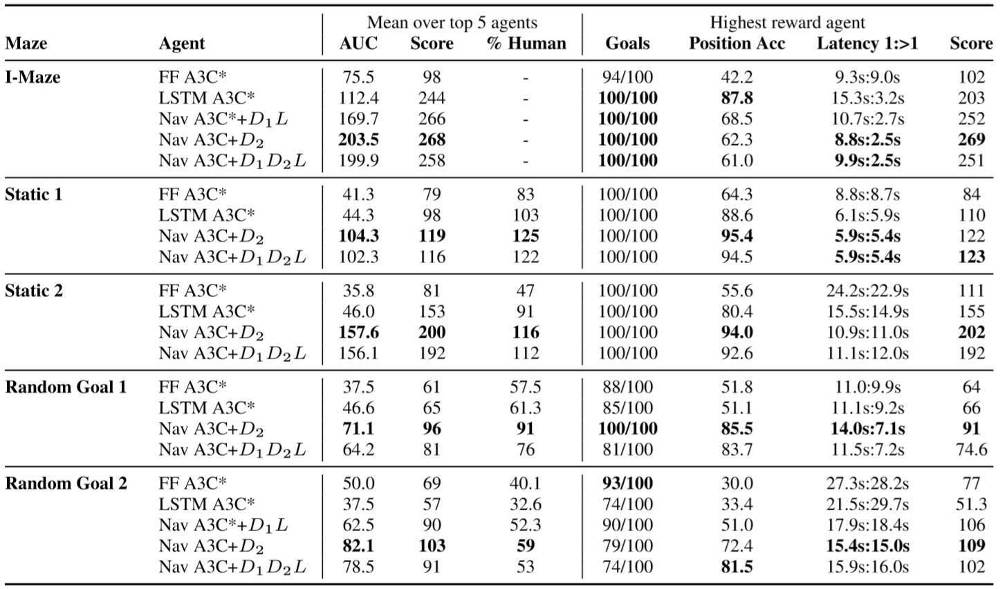 Mean over top 5 agents Highest reward agent
Maze Agent AUC Score % Human Goals Position Acc Latency 1:>1 Score
I-Maze FF A3C* 75.5 98 - 94/100 42.2 9.3s:9.0s 102
LSTM A3C* 112.4 244 - 100/100 87.8 15.3s:3.2s 203
Nav A3C*+D₁L 169.7 266 - 100/100 68.5 10.7s:2.7s 252
Nav A3C+D₂ 203.5 268 - 100/100 62.3 8.8s:2.5s 269
Nav A3C+D₁D₂L 199.9 258 - 100/100 61.0 9.9s:2.5s 251
Static 1 FF A3C* 41.3 79 83 100/100 64.3 8.8s:8.7s 84
LSTM A3C* 44.3 98 103 100/100 88.6 6.1s:5.9s 110
Nav A3C+D₂ 104.3 119 125 100/100 95.4 5.9s:5.4s 122
Nav A3C+D₁D₂L 102.3 116 122 100/100 94.5 5.9s:5.4s 123
Static 2 FF A3C* 35.8 81 47 100/100 55.6 24.2s:22.9s 111
LSTM A3C* 46.0 153 91 100/100 80.4 15.5s:14.9s 155
Nav A3C+D₂ 157.6 200 116 100/100 94.0 10.9s:11.0s 202
Nav A3C+D₁D₂L 156.1 192 112 100/100 92.6 11.1s:12.0s 192
Random Goal 1 FF A3C* 37.5 61 57.5 88/100 51.8 11.0:9.9s 64
LSTM A3C* 46.6 65 61.3 85/100 51.1 11.1s:9.2s 66
Nav A3C+D₂ 71.1 96 91 100/100 85.5 14.0s:7.1s 91
Nav A3C+D₁D₂L 64.2 81 76 81/100 83.7 11.5s:7.2s 74.6
Random Goal 2 FF A3C* 50.0 69 40.1 93/100 30.0 27.3s:28.2s 77
LSTM A3C* 37.5 57 32.6 74/100 33.4 21.5s:29.7s 51.3
Nav A3C*+D₁L 62.5 90 52.3 90/100 51.0 17.9s:18.4s 106
Nav A3C+D₂ 82.1 103 59 79/100 72.4 15.4s:15.0s 109
Nav A3C+D₁D₂L 78.5 91 53 74/100 81.5 15.9s:16.0s 102